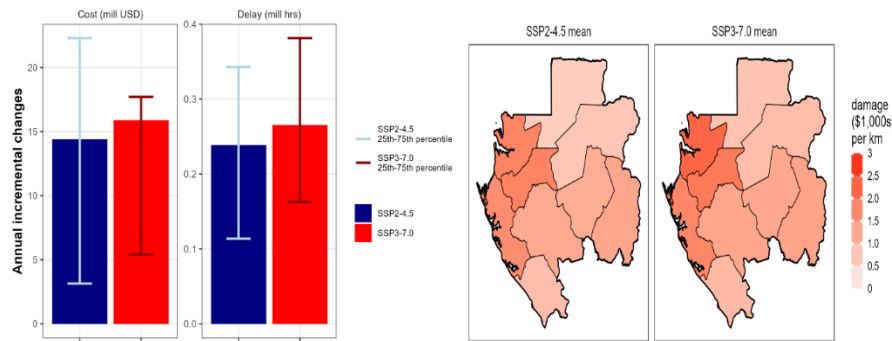 Cost (mill USD)
Delay (mill hrs)
Annual incremental changes
20
15
10
5
0
0.4
0.3
0.2
0.1
0.0
SSP2-4.5
25th-75th percentile
SSP3-7.0
25th-75th percentile
SSP2-4.5
SSP3-7.0
SSP2-4.5 mean
SSP3-7.0 mean
damage
($1,000s
per km
3
2.5
2.0
1.5
1.0
0.5
0